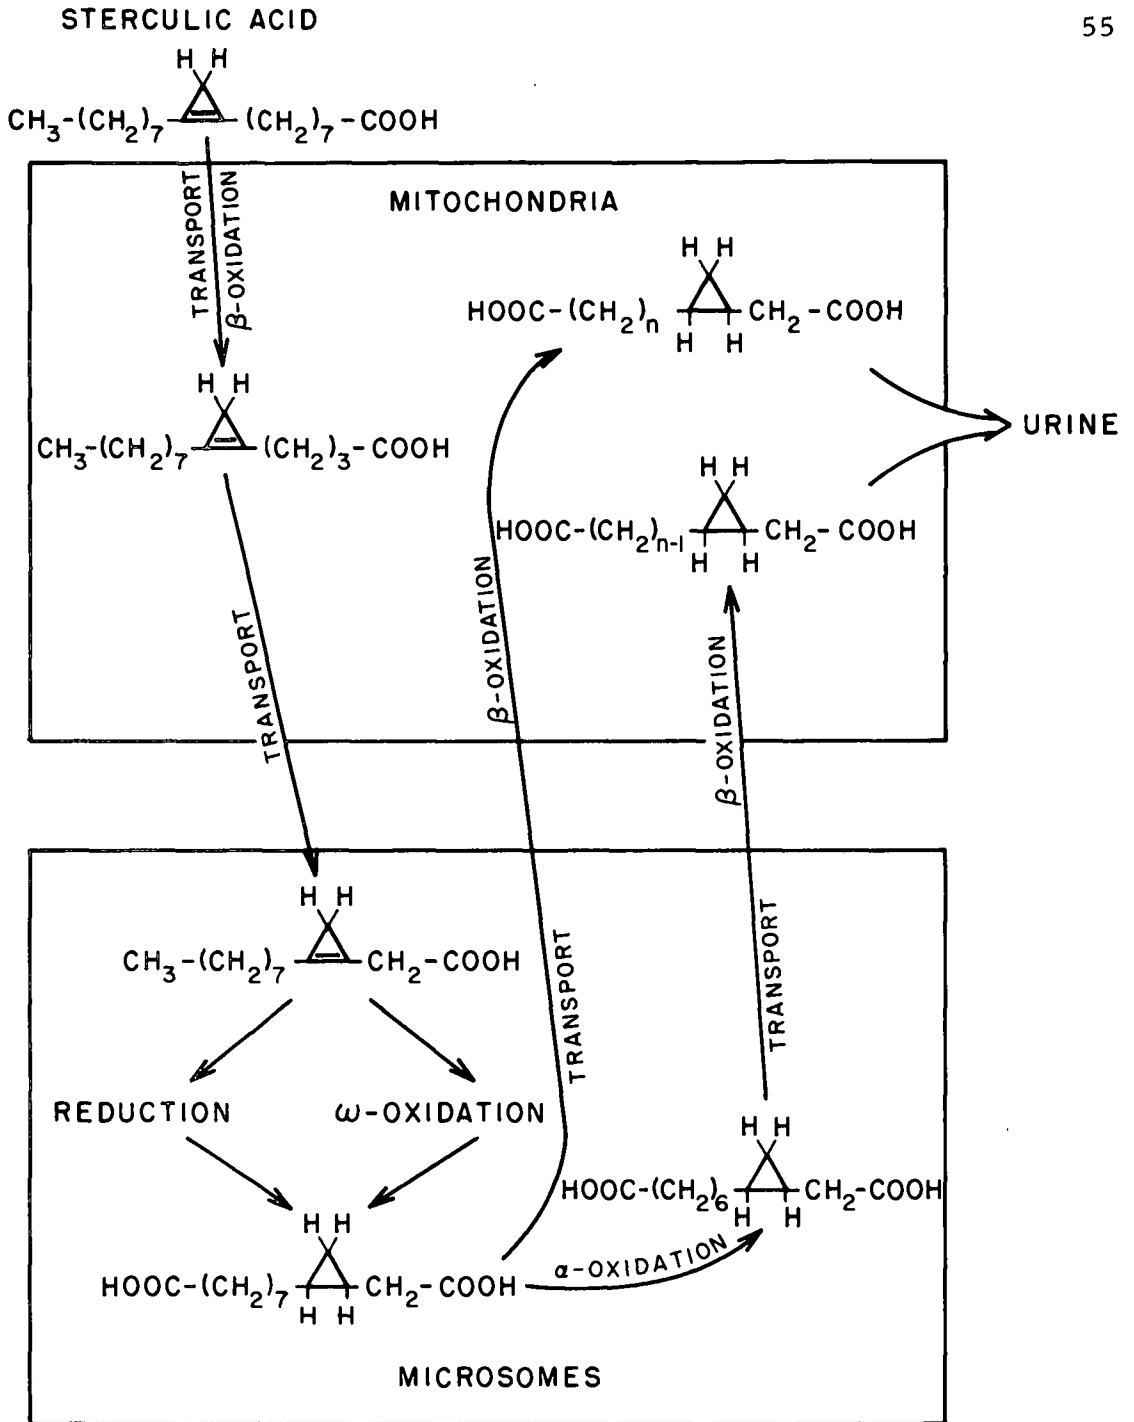 55
STERCULIC ACID
H H
CH₃-(CH₂)₇ (CH₂)₇-COOH
TRANSPORT
β-OXIDATION
MITOCHONDRIA
H H
HOOC-(CH₂)n CH₂-COOH
H H
URINE
H H
CH₃-(CH₂)₇ (CH₂)₃-COOH
H H
HOOC-(CH₂)n-1 CH₂-COOH
H H
TRANSPORT
β-OXIDATION
β-OXIDATION
H H
CH₃-(CH₂)₇ CH₂-COOH
TRANSPORT
TRANSPORT
REDUCTION
ω-OXIDATION
H H
HOOC-(CH₂)₆ CH₂-COOH
H H
H H
HOOC-(CH₂)₇ CH₂-COOH
H H
α-OXIDATION
MICROSOMES